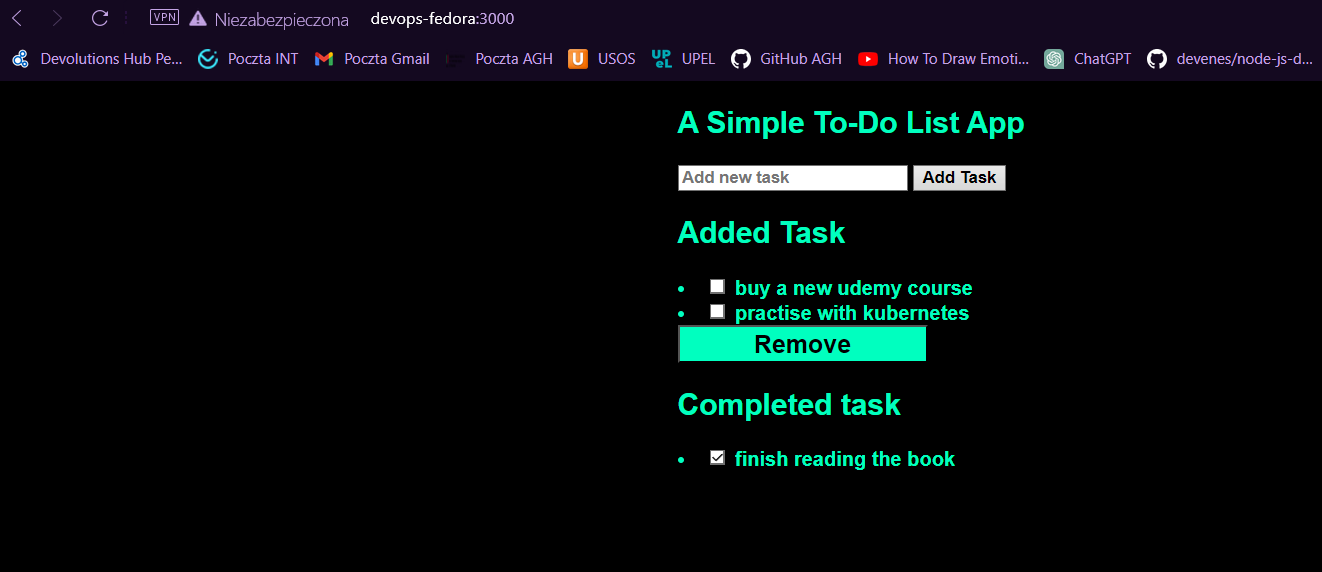 VPN Niezabezpieczona devops-fedora:3000
Devolutions Hub Pe... Poczta INT Poczta Gmail Poczta AGH U USOS UPeL UPEL GitHub AGH How To Draw Emoti... ChatGPT devenes/node-js-d...
A Simple To-Do List App
Add new task Add Task
Added Task
buy a new udemy course
practise with kubernetes
Remove
Completed task
finish reading the book